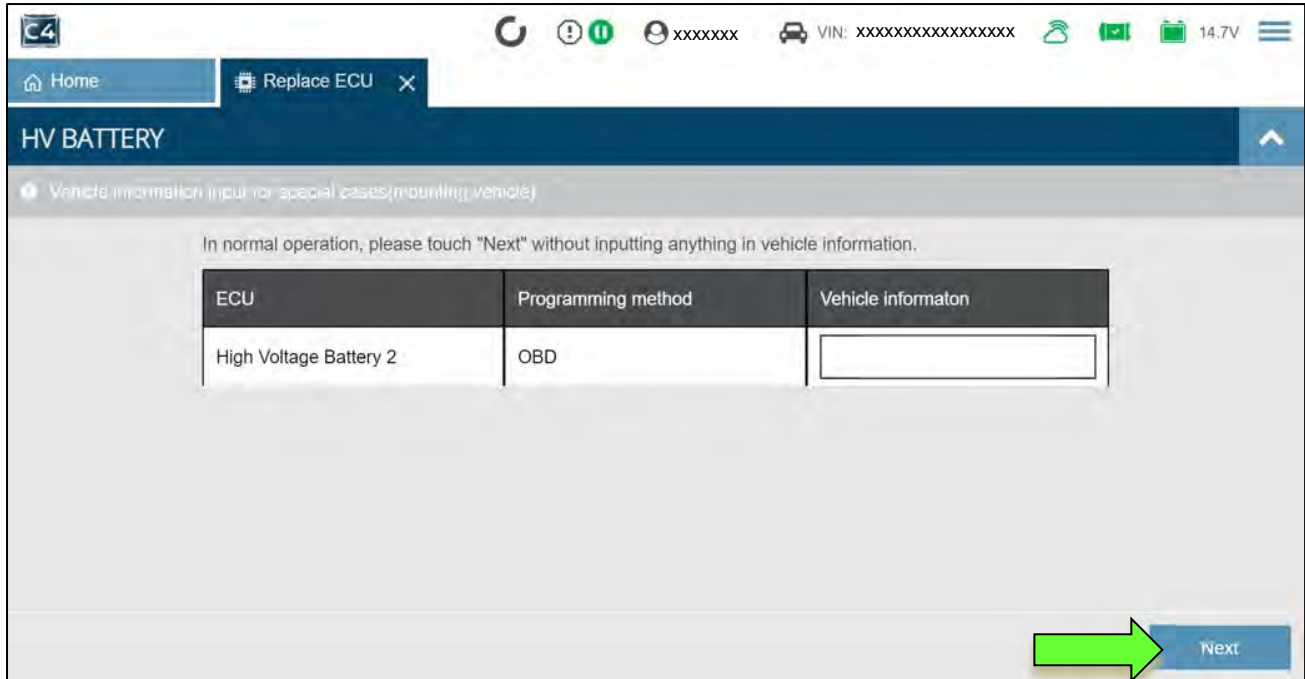 C4
xxxxxxx VIN: xxxxxxxxxxxxxxxxx 14.7V
Home Replace ECU
HV BATTERY
Vehicle information input for special cases(mounting vehicle)
In normal operation, please touch "Next" without inputting anything in vehicle information.
ECU Programming method Vehicle informaton
High Voltage Battery 2 OBD
Next